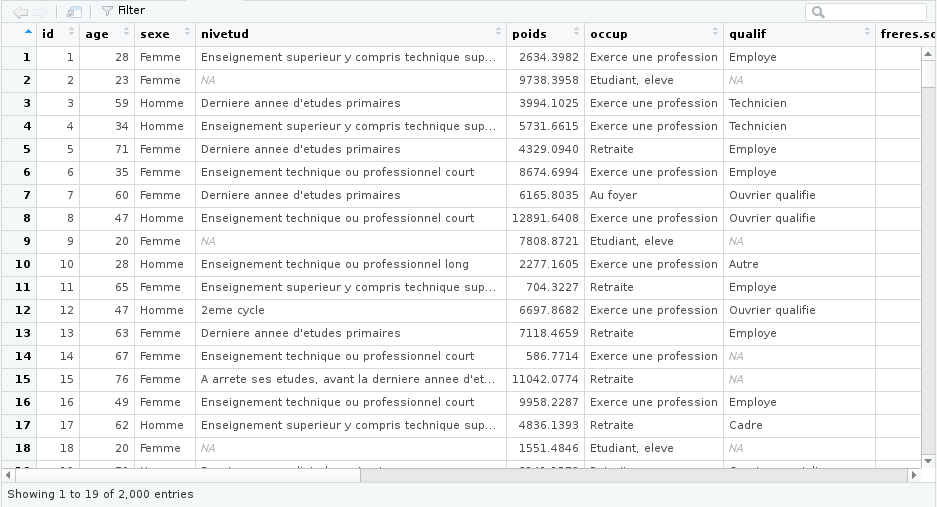 Filter
id age sexe nivetud poids occup qualif freres.so
1 1 28 Femme Enseignement superieur y compris technique sup... 2634.3982 Exerce une profession Employe
2 2 23 Femme NA 9738.3958 Etudiant, eleve NA
3 3 59 Homme Derniere annee d'etudes primaires 3994.1025 Exerce une profession Technicien
4 4 34 Homme Enseignement superieur y compris technique sup... 5731.6615 Exerce une profession Technicien
5 5 71 Femme Derniere annee d'etudes primaires 4329.0940 Retraite Employe
6 6 35 Femme Enseignement technique ou professionnel court 8674.6994 Exerce une profession Employe
7 7 60 Femme Derniere annee d'etudes primaires 6165.8035 Au foyer Ouvrier qualifie
8 8 47 Homme Enseignement technique ou professionnel court 12891.6408 Exerce une profession Ouvrier qualifie
9 9 20 Femme NA 7808.8721 Etudiant, eleve NA
10 10 28 Homme Enseignement technique ou professionnel long 2277.1605 Exerce une profession Autre
11 11 65 Femme Enseignement superieur y compris technique sup... 704.3227 Retraite Employe
12 12 47 Homme 2eme cycle 6697.8682 Exerce une profession Ouvrier qualifie
13 13 63 Femme Derniere annee d'etudes primaires 7118.4659 Retraite Employe
14 14 67 Femme Enseignement technique ou professionnel court 586.7714 Exerce une profession NA
15 15 76 Femme A arrete ses etudes, avant la derniere annee d'et... 11042.0774 Retraite NA
16 16 49 Femme Enseignement technique ou professionnel court 9958.2287 Exerce une profession Employe
17 17 62 Homme Enseignement superieur y compris technique sup... 4836.1393 Retraite Cadre
18 18 20 Femme NA 1551.4846 Etudiant, eleve NA
Showing 1 to 19 of 2,000 entries